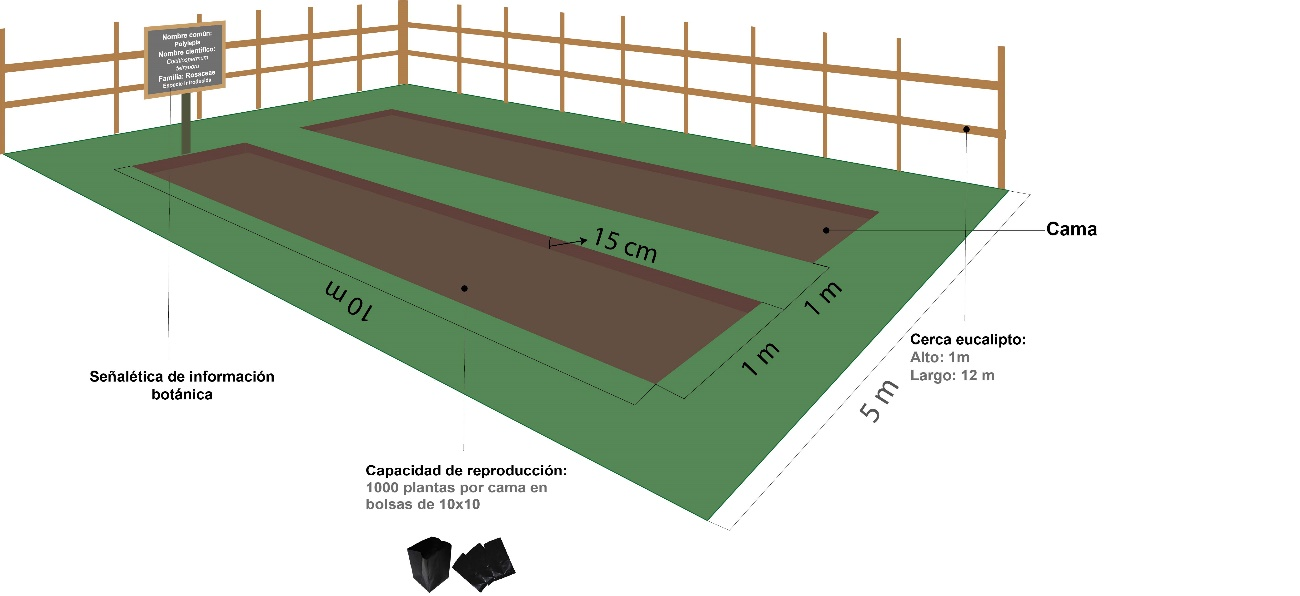 Nombre común:
Polylepis
Nombre científico:
Familia: Rosaceae
15 cm
10 m
1 m
1 m
5 m
Cama
Cerca eucalipto:
Alto: 1m
Largo: 12 m
Señalética de información
botánica
Capacidad de reproducción:
1000 plantas por cama en
bolsas de 10x10